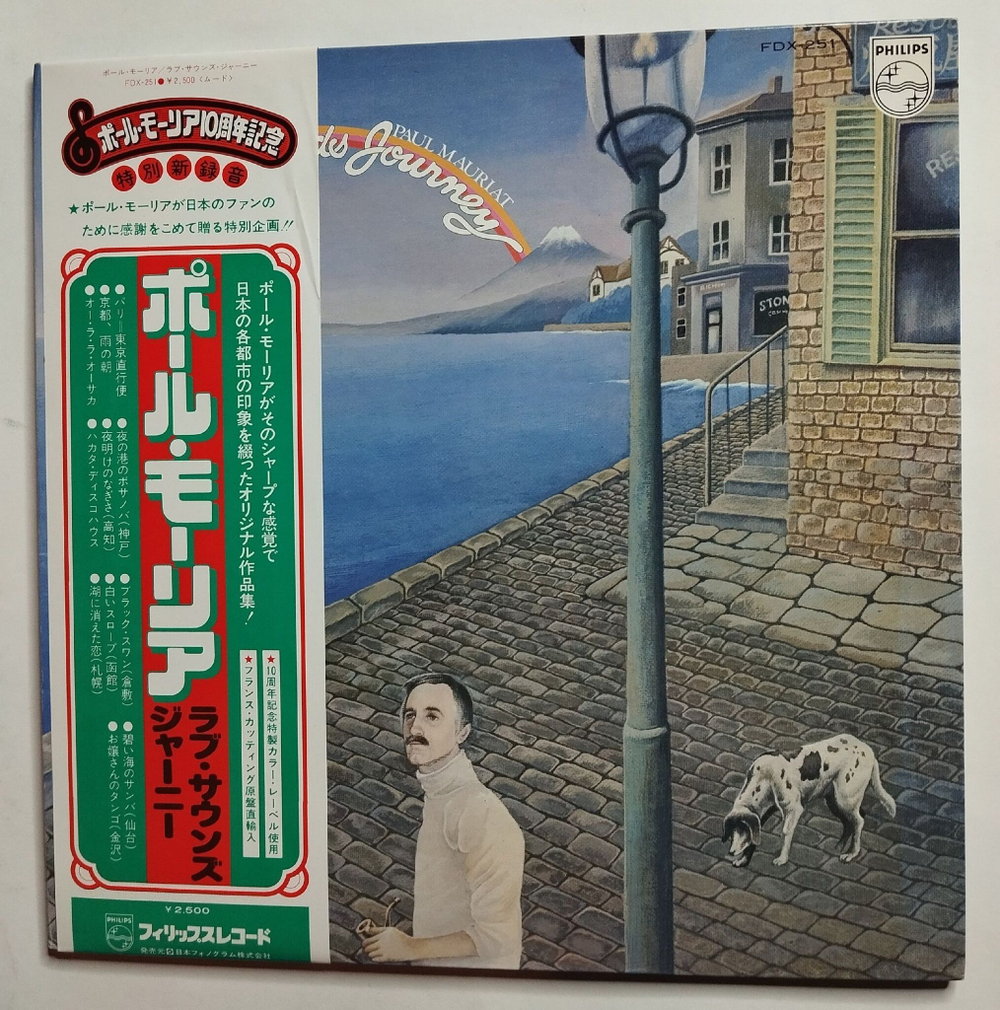 ポール・モーリア/ラブ・サウンズ・ジャーニー
FDX-251●￥2,500〈ムード〉
ポール・モーリア10周年記念
特別新録音
★ポール・モーリアが日本のファンの
ために感謝をこめて贈る特別企画!!
ポール・モーリアがそのシャープな感覚で
日本の各都市の印象を綴ったオリジナル作品集!
★10周年記念特製カラー・レーベル使用
★フランス・カッティング原盤直輸入
ポール・モーリア
ラブ・サウンズ
ジャーニー
●パリ＝東京直行便
●京都、雨の朝
●オー・ラ・ラ・オーサカ
●夜の港のボサノバ(神戸)
●夜明けのなぎさ(高知)
●ハカタ・ディスコハウス
●ブラック・スワン(倉敷)
●白いスロープ(函館)
●湖に消えた恋(札幌)
●碧い海のサンバ(仙台)
●お嬢さんのタンゴ(金沢)
￥2.500
PHILIPS
フィリップスレコード
発売元 日本フォノグラム株式会社
des Journey
PAUL MAURIAT
FDX-251
PHILIPS
Rest
RES
STON